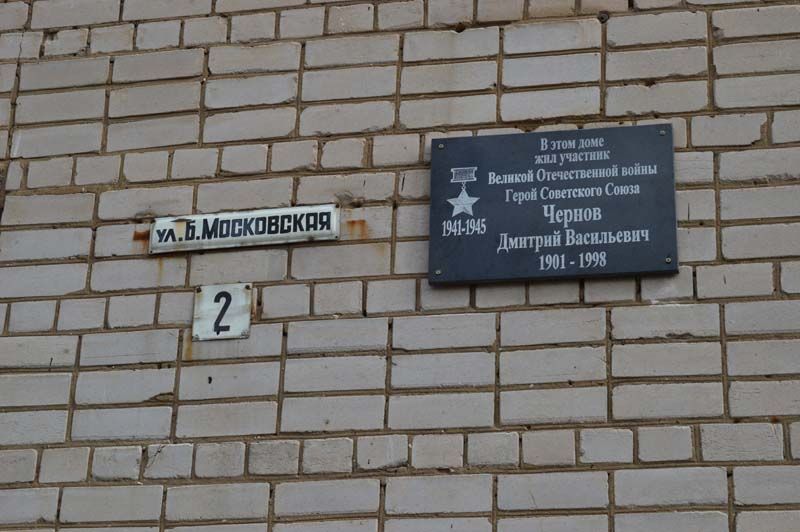 ул. Б. Московская
2
В этом доме
жил участник
Великой Отечественной войны
Герой Советского Союза
Чернов
Дмитрий Васильевич
1901 - 1998
1941-1945